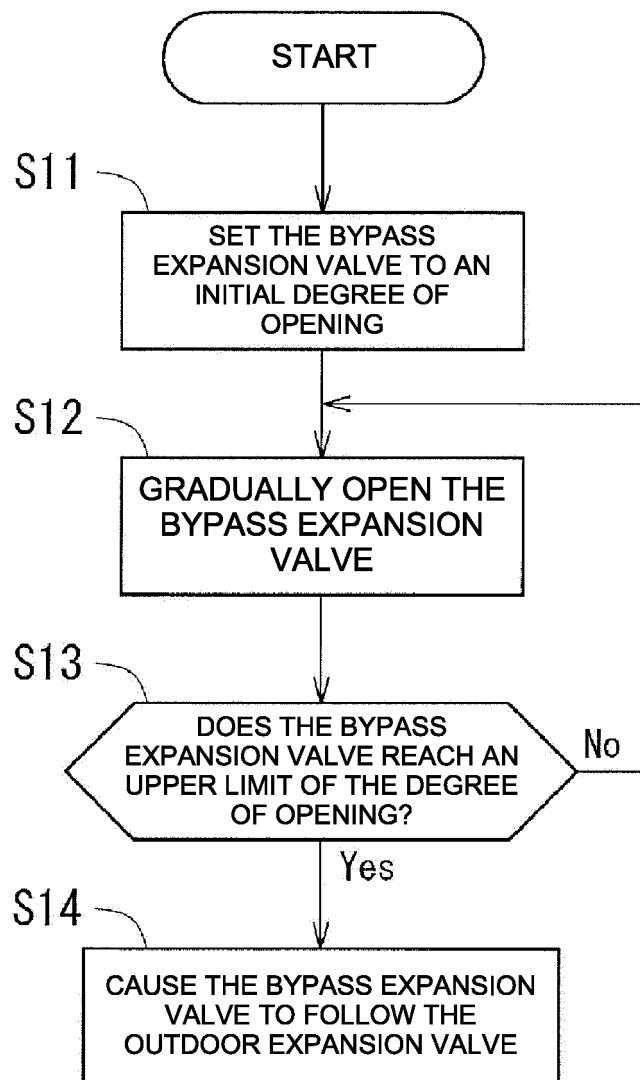 START
S11
SET THE BYPASS
EXPANSION VALVE TO AN
INITIAL DEGREE OF
OPENING
S12
GRADUALLY OPEN THE
BYPASS EXPANSION
VALVE
S13
DOES THE BYPASS
EXPANSION VALVE REACH AN
UPPER LIMIT OF THE DEGREE
OF OPENING?
No
Yes
S14
CAUSE THE BYPASS EXPANSION
VALVE TO FOLLOW THE
OUTDOOR EXPANSION VALVE